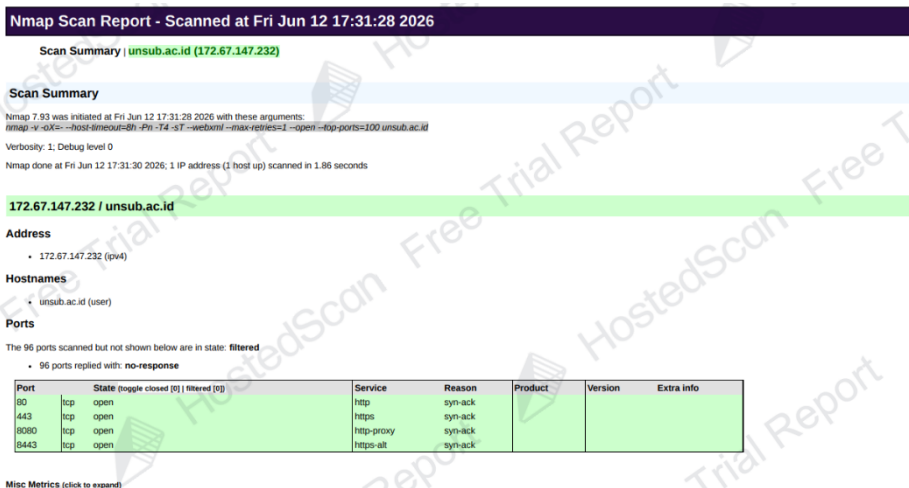 Nmap Scan Report - Scanned at Fri Jun 12 17:31:28 2026
Scan Summary | unsub.ac.id (172.67.147.232)
Scan Summary
Nmap 7.93 was initiated at Fri Jun 12 17:31:28 2026 with these arguments:
nmap -v -oX=- --host-timeout=8h -Pn -T4 -sT --webxml --max-retries=1 --open --top-ports=100 unsub.ac.id
Verbosity: 1; Debug level 0
Nmap done at Fri Jun 12 17:31:30 2026; 1 IP address (1 host up) scanned in 1.86 seconds
172.67.147.232 / unsub.ac.id
Address
• 172.67.147.232 (ipv4)
Hostnames
• unsub.ac.id (user)
Ports
The 96 ports scanned but not shown below are in state: filtered
• 96 ports replied with: no-response
Port State (toggle closed [0] | filtered [0]) Service Reason Product Version Extra info
80 tcp open http syn-ack
443 tcp open https syn-ack
8080 tcp open http-proxy syn-ack
8443 tcp open https-alt syn-ack
Misc Metrics (click to expand)
HostedScan Free Trial Report